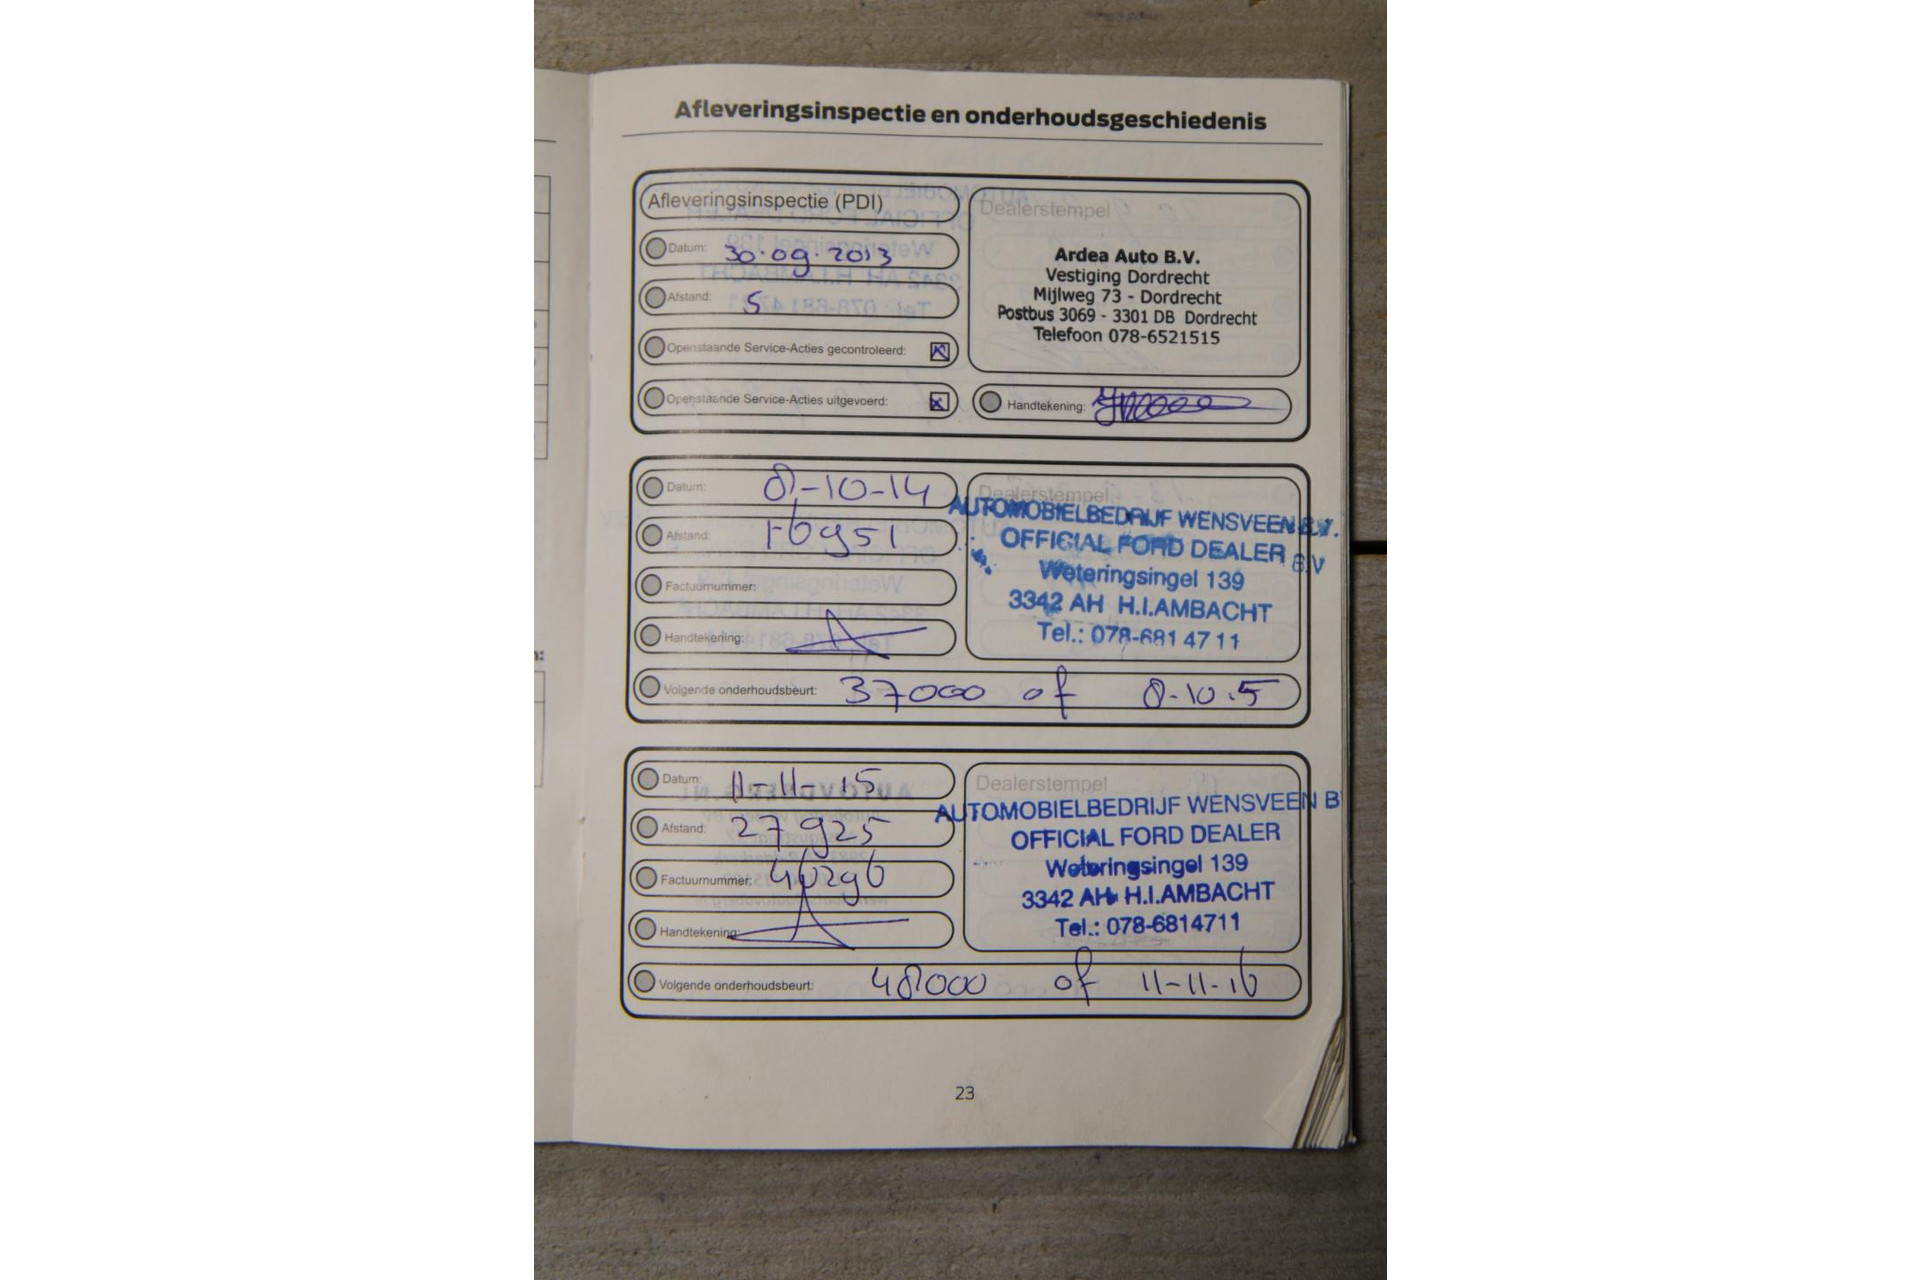 Afleveringsinspectie en onderhoudsgeschiedenis
Afleveringsinspectie (PDI)
Datum: 30.09.2013
Afstand: 5
Openstaande Service-Acties gecontroleerd:
Openstaande Service-Acties uitgevoerd:
Dealerstempel
Ardea Auto B.V.
Vestiging Dordrecht
Mijlweg 73 - Dordrecht
Postbus 3069 - 3301 DB Dordrecht
Telefoon 078-6521515
Handtekening:
Datum: 8-10-14
Afstand: 16951
Factuurnummer:
Handtekening:
Dealerstempel
AUTOMOBIELBEDRIJF WENSVEEN B.V.
OFFICIAL FORD DEALER
B.V
Weteringsingel 139
3342 AH H.I.AMBACHT
Tel.: 078-681 47 11
Volgende onderhoudsbeurt: 37000 of 8-10.5
Datum: 11-11-15
Afstand: 27925
Factuurnummer: 46296
Handtekening:
Dealerstempel
AUTOMOBIELBEDRIJF WENSVEEN B
OFFICIAL FORD DEALER
Weteringsingel 139
3342 AH H.I.AMBACHT
Tel.: 078-6814711
Volgende onderhoudsbeurt: 48000 of 11-11-16
23